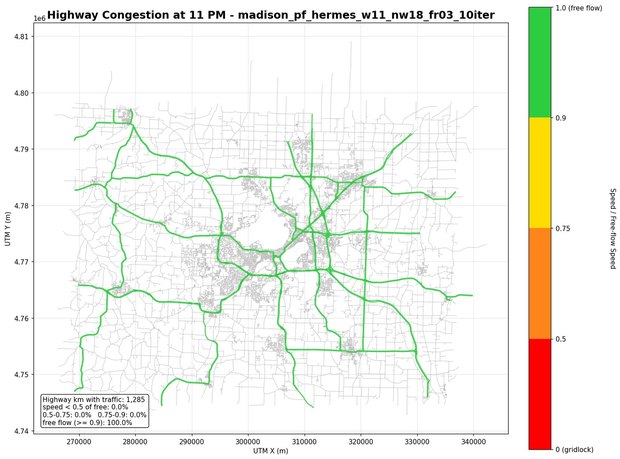 Highway Congestion at 11 PM - madison_pf_hermes_w11_nw18_fr03_10iter
1e6
4.81
4.80
4.79
4.78
4.77
4.76
4.75
4.74
UTM Y (m)
Highway km with traffic: 1,285
speed < 0.5 of free: 0.0%
0.5-0.75: 0.0%   0.75-0.9: 0.0%
free flow (>= 0.9): 100.0%
270000 280000 290000 300000 310000 320000 330000 340000
UTM X (m)
1.0 (free flow)
0.9
0.75
0.5
0 (gridlock)
Speed / Free-flow Speed